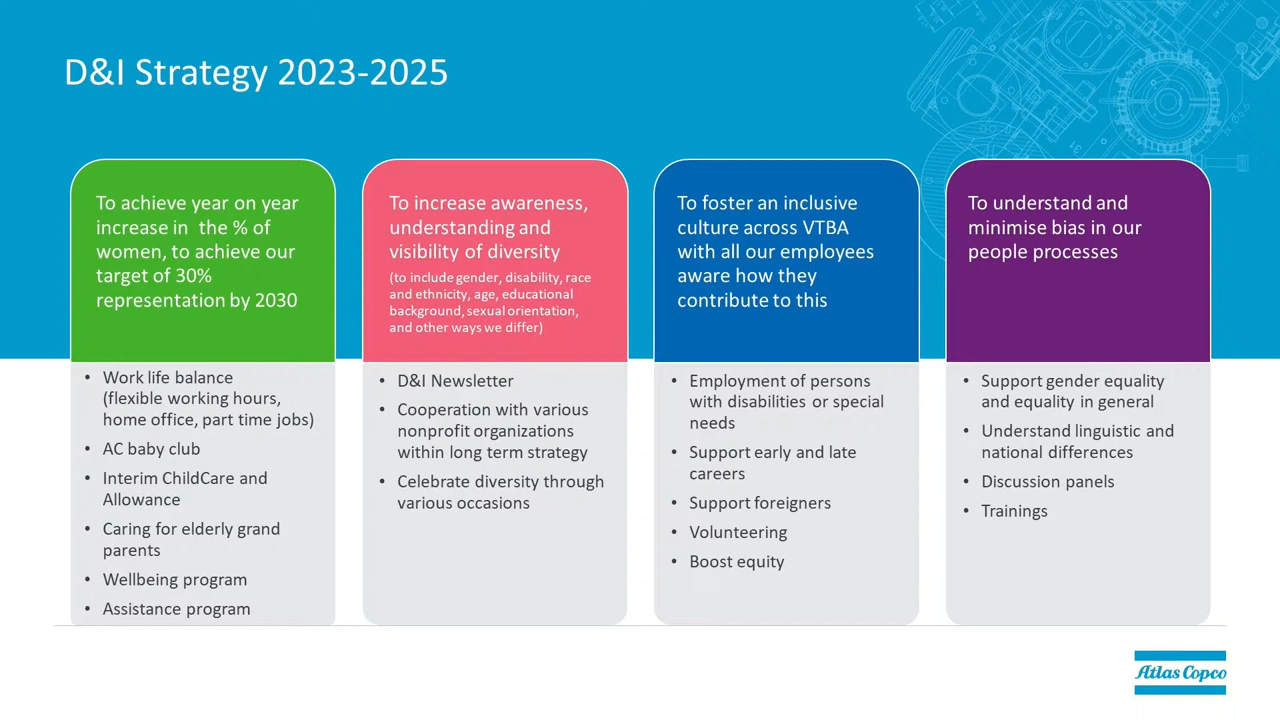 D&I Strategy 2023-2025
To achieve year on year
increase in  the % of
women, to achieve our
target of 30%
representation by 2030
• Work life balance
(flexible working hours,
home office, part time jobs)
• AC baby club
• Interim ChildCare and
Allowance
• Caring for elderly grand
parents
• Wellbeing program
• Assistance program
To increase awareness,
understanding and
visibility of diversity
(to include gender, disability, race
and ethnicity, age, educational
background, sexual orientation,
and other ways we differ)
• D&I Newsletter
• Cooperation with various
nonprofit organizations
within long term strategy
• Celebrate diversity through
various occasions
To foster an inclusive
culture across VTBA
with all our employees
aware how they
contribute to this
• Employment of persons
with disabilities or special
needs
• Support early and late
careers
• Support foreigners
• Volunteering
• Boost equity
To understand and
minimise bias in our
people processes
• Support gender equality
and equality in general
• Understand linguistic and
national differences
• Discussion panels
• Trainings
Atlas Copco